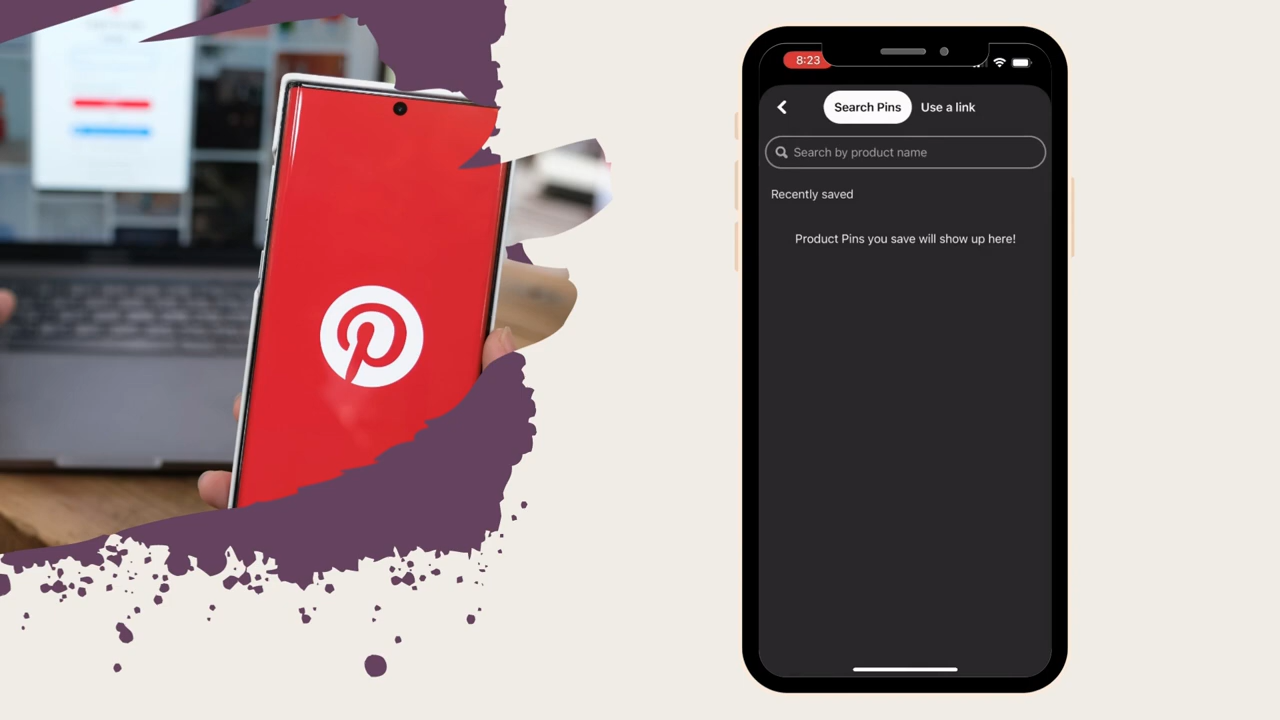 8:23
Search Pins
Use a link
Search by product name
Recently saved
Product Pins you save will show up here!